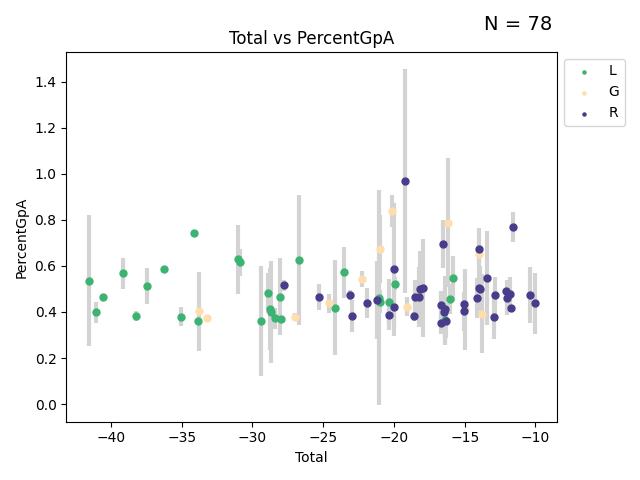 N = 78
Total vs PercentGpA
L
G
R
PercentGpA
1.4
1.2
1.0
0.8
0.6
0.4
0.2
0.0
−40 −35 −30 −25 −20 −15 −10
Total